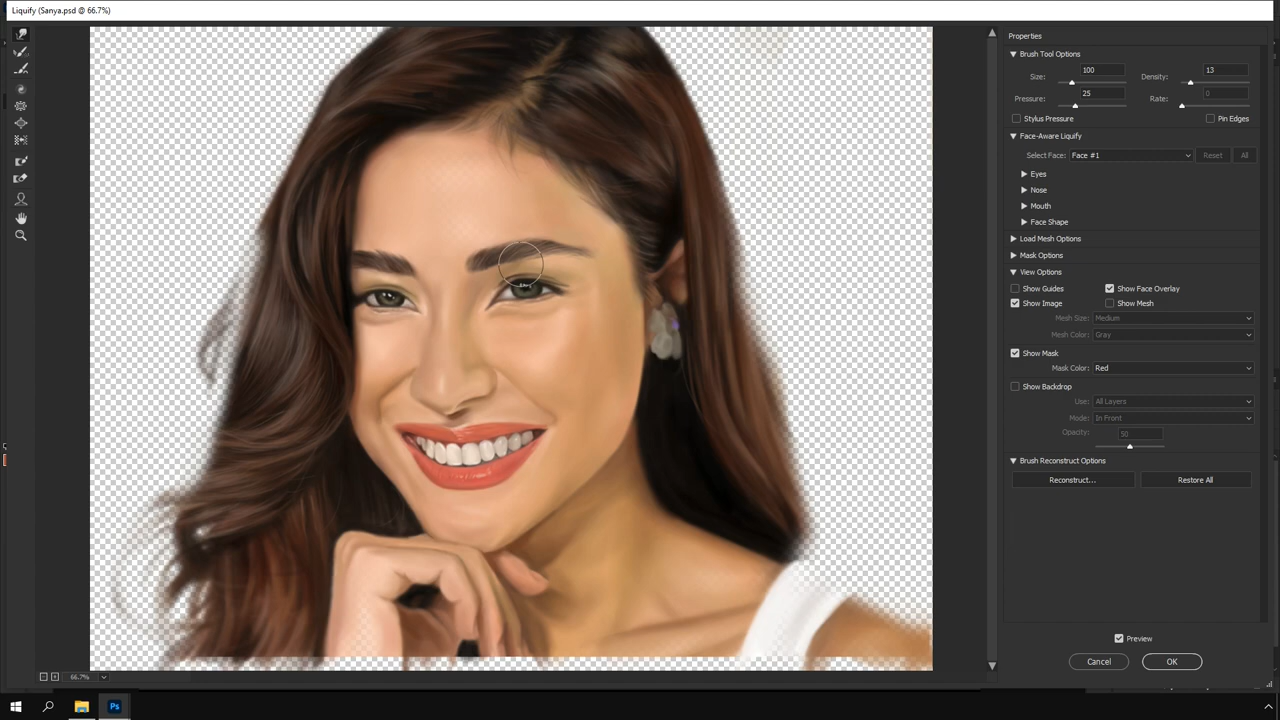 Liquify (Sanya.psd @ 66.7%)
Properties
Brush Tool Options
Size: 100 Density: 13
Pressure: 25 Rate: 0
Stylus Pressure Pin Edges
Face-Aware Liquify
Select Face: Face #1 Reset All
Eyes
Nose
Mouth
Face Shape
Load Mesh Options
Mask Options
View Options
Show Guides Show Face Overlay
Show Image Show Mesh
Mesh Size: Medium
Mesh Color: Gray
Show Mask
Mask Color: Red
Show Backdrop
Use: All Layers
Mode: In Front
Opacity: 50
Brush Reconstruct Options
Reconstruct... Restore All
Preview
Cancel OK
66.7%
Ps